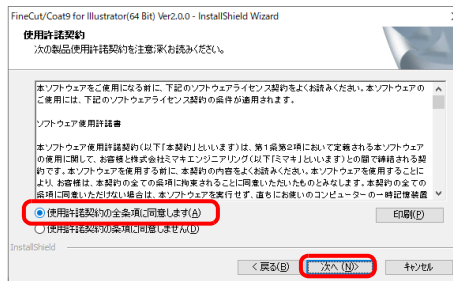 FineCut/Coat9 for Illustrator(64 Bit) Ver2.0.0 - InstallShield Wizard
使用許諾契約
次の製品使用許諾契約を注意深くお読みください。
本ソフトウェアをご使用になる前に、下記のソフトウェアライセンス契約をよくお読みください。本ソフトウェアの
ご使用には、下記のソフトウェアライセンス契約の条件が適用されます。
ソフトウェア使用許諾書
本ソフトウェア使用許諾契約(以下「本契約」といいます)は、第1条第2項において定義される本ソフトウェア
の使用に関して、お客様と株式会社ミマキエンジニアリング(以下「ミマキ」といいます)との間で締結される契
約です。本ソフトウェアを使用する前に、本契約の内容をよくお読みください。本ソフトウェアを使用することに
より、お客様は、本契約の全ての条項に拘束されることに同意いただいたものとみなします。本契約の全ての
条項に同意いただけない場合は、本ソフトウェアを実行せず、直ちにお使いのコンピューターの一時記憶装置
使用許諾契約の全条項に同意します(A)
印刷(P)
使用許諾契約の条項に同意しません(D)
InstallShield
< 戻る(B)
次へ (N)>
キャンセル